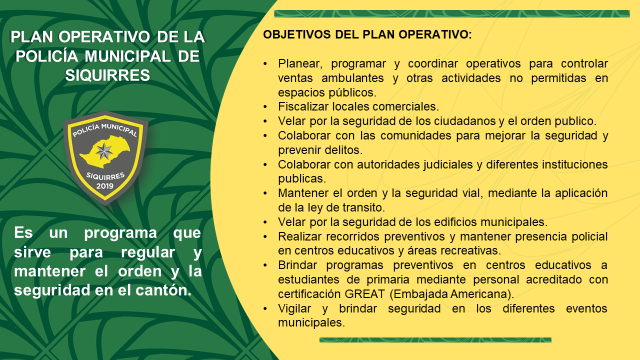 PLAN OPERATIVO DE LA
POLICÍA MUNICIPAL DE
SIQUIRRES
POLICÍA MUNICIPAL
SIQUIRRES
2019
Es un programa que
sirve para regular y
mantener el orden y la
seguridad en el cantón.
OBJETIVOS DEL PLAN OPERATIVO:
• Planear, programar y coordinar operativos para controlar
ventas ambulantes y otras actividades no permitidas en
espacios públicos.
• Fiscalizar locales comerciales.
• Velar por la seguridad de los ciudadanos y el orden publico.
• Colaborar con las comunidades para mejorar la seguridad y
prevenir delitos.
• Colaborar con autoridades judiciales y diferentes instituciones
publicas.
• Mantener el orden y la seguridad vial, mediante la aplicación
de la ley de transito.
• Velar por la seguridad de los edificios municipales.
• Realizar recorridos preventivos y mantener presencia policial
en centros educativos y áreas recreativas.
• Brindar programas preventivos en centros educativos a
estudiantes de primaria mediante personal acreditado con
certificación GREAT (Embajada Americana).
• Vigilar y brindar seguridad en los diferentes eventos
municipales.